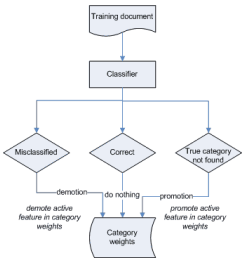 Training document
Classifier
Misclassified
Correct
True category
not found
demotion
do nothing
promotion
demote active
feature in category
weights
promote active
feature in category
weights
Category
weights